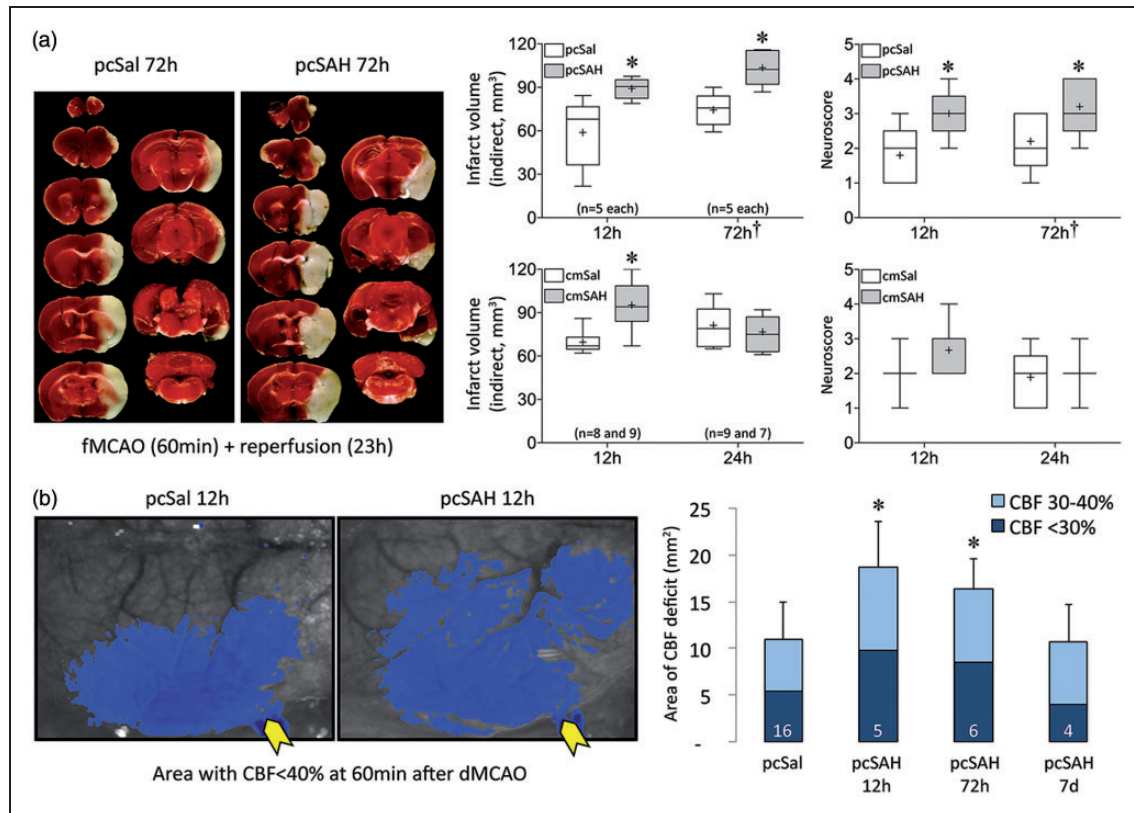 (a)
pcSal 72h
pcSAH 72h
fMCAO (60min) + reperfusion (23h)
Infarct volume
(indirect, mm³)
120
90
60
30
0
pcSal
pcSAH
*
*
(n=5 each)
(n=5 each)
12h
72h†
Neuroscore
5
4
3
2
1
0
pcSal
pcSAH
*
*
12h
72h†
Infarct volume
(indirect, mm³)
120
90
60
30
0
cmSal
cmSAH
*
(n=8 and 9)
(n=9 and 7)
12h
24h
Neuroscore
5
4
3
2
1
0
cmSal
cmSAH
12h
24h
(b)
pcSal 12h
pcSAH 12h
Area with CBF<40% at 60min after dMCAO
Area of CBF deficit (mm²)
25
20
15
10
5
-
CBF 30-40%
CBF <30%
*
*
16
5
6
4
pcSal
pcSAH
12h
pcSAH
72h
pcSAH
7d